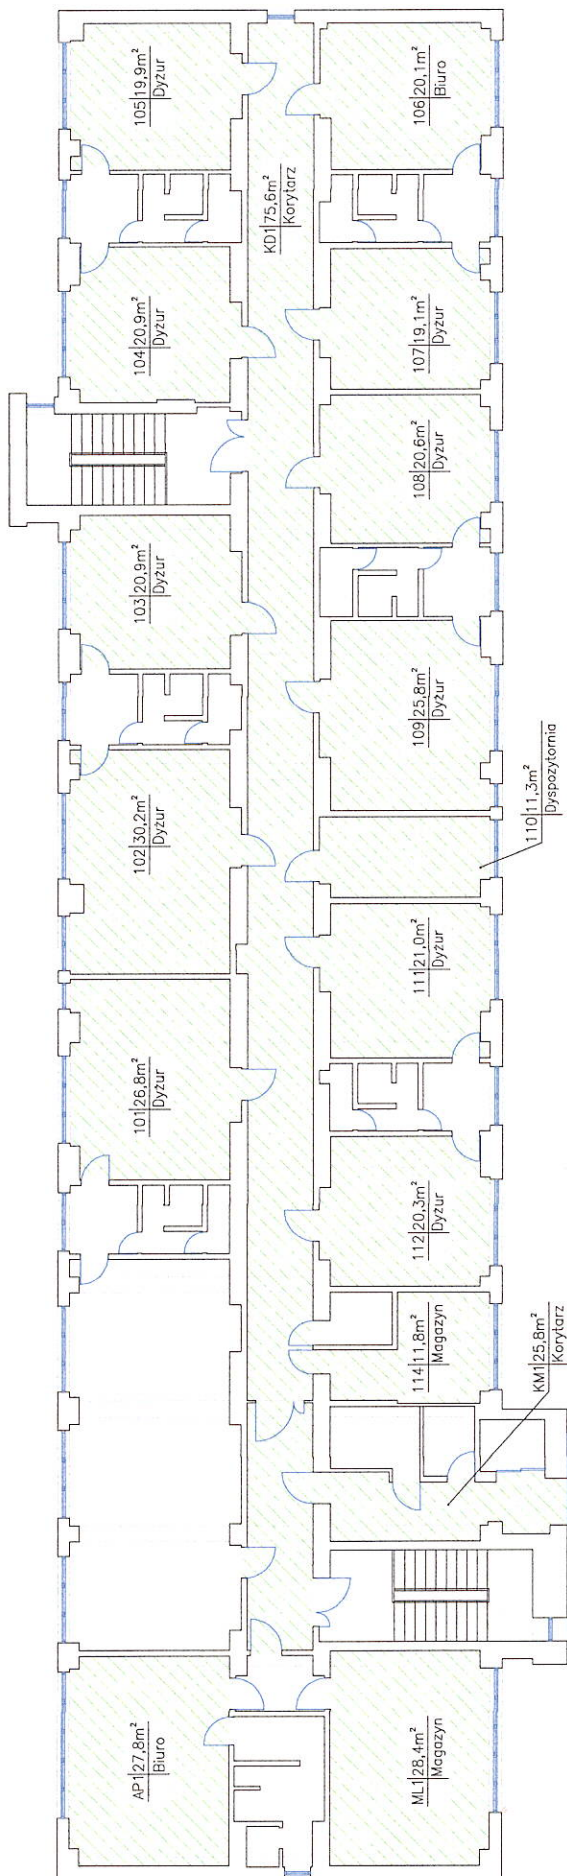 105|19,9m²
Dyżur
106|20,1m²
Biuro
KD1|75,6m²
Korytarz
104|20,9m²
Dyżur
107|19,1m²
Dyżur
108|20,6m²
Dyżur
103|20,9m²
Dyżur
109|25,8m²
Dyżur
102|30,2m²
Dyżur
110|11,3m²
Dyspozytornia
111|21,0m²
Dyżur
101|26,8m²
Dyżur
112|20,3m²
Dyżur
114|11,8m²
Magazyn
KM1|25,8m²
Korytarz
AP1|27,8m²
Biuro
ML1|28,4m²
Magazyn